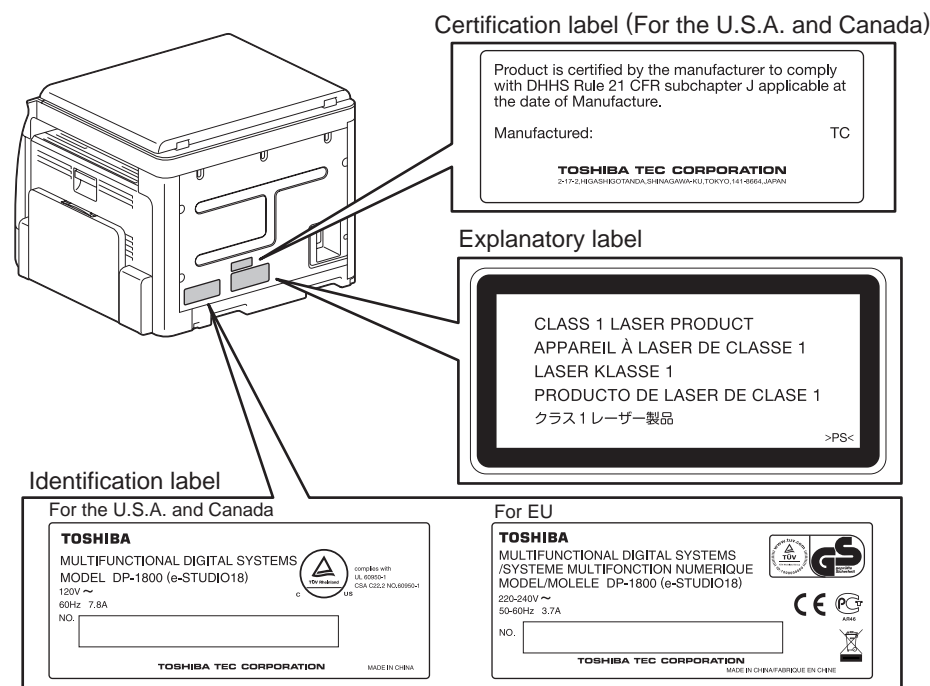 Certification label (For the U.S.A. and Canada)
Product is certified by the manufacturer to comply
with DHHS Rule 21 CFR subchapter J applicable at
the date of Manufacture.
Manufactured: TC
TOSHIBA TEC CORPORATION
2-17-2,HIGASHIGOTANDA,SHINAGAWA-KU,TOKYO,141-8664,JAPAN
Explanatory label
CLASS 1 LASER PRODUCT
APPAREIL À LASER DE CLASSE 1
LASER KLASSE 1
PRODUCTO DE LASER DE CLASE 1
クラス1レーザー製品
>PS<
Identification label
For the U.S.A. and Canada
TOSHIBA
MULTIFUNCTIONAL DIGITAL SYSTEMS
MODEL DP-1800 (e-STUDIO18)
120V ~
60Hz 7.8A
NO.
TÜV Rheinland
C US
complies with
UL 60950-1
CSA C22.2 NO.60950-1
TOSHIBA TEC CORPORATION
MADE IN CHINA
For EU
TOSHIBA
MULTIFUNCTIONAL DIGITAL SYSTEMS
/SYSTEME MULTIFONCTION NUMERIQUE
MODEL/MOLELE DP-1800 (e-STUDIO18)
220-240V ~
50-60Hz 3.7A
NO.
TÜV
GS
geprüfte
Sicherheit
CE
AR46
TOSHIBA TEC CORPORATION
MADE IN CHINA/FABRIQUE EN CHINE